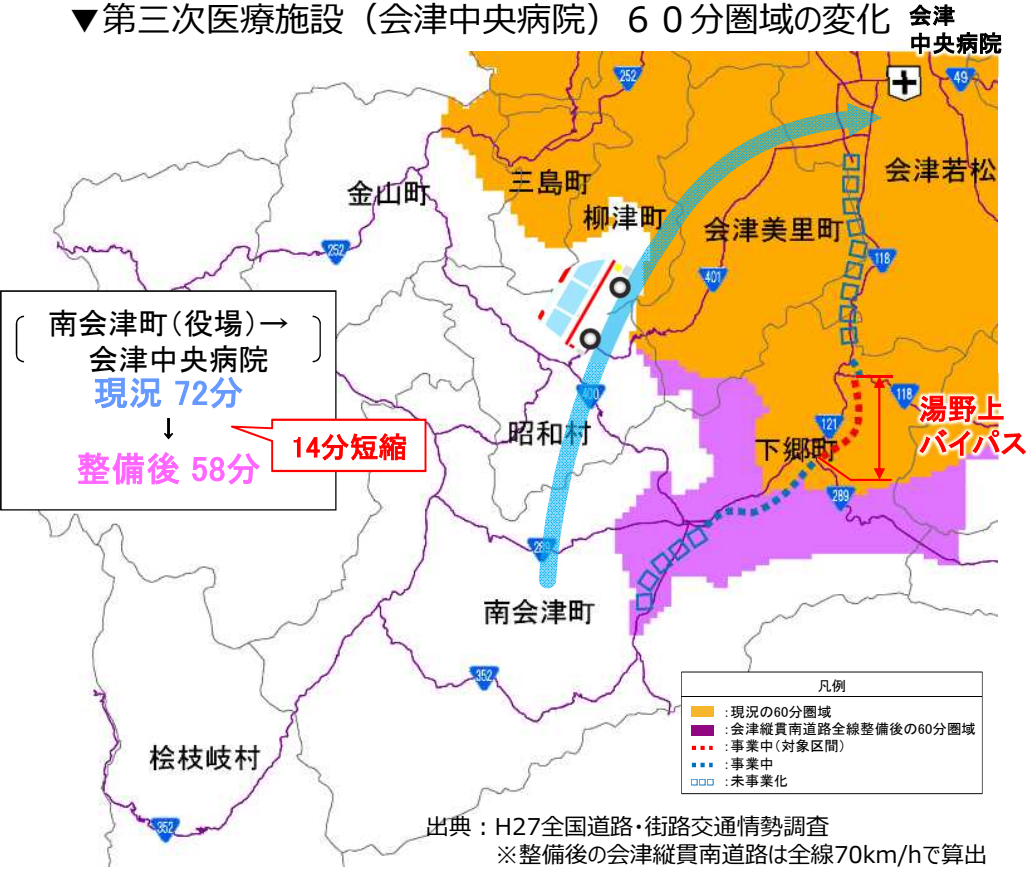 ▼第三次医療施設（会津中央病院）６０分圏域の変化
会津
中央病院
252
49
会津若松
三島町
金山町
柳津町
会津美里町
252
118
401
南会津町（役場）→
会津中央病院
現況 72分
↓
整備後 58分
14分短縮
400
118
湯野上
バイパス
121
昭和村
下郷町
289
289
南会津町
352
桧枝岐村
352
凡例
：現況の60分圏域
：会津縦貫南道路全線整備後の60分圏域
：事業中（対象区間）
：事業中
：未事業化
出典：H27全国道路・街路交通情勢調査
※整備後の会津縦貫南道路は全線70km/hで算出